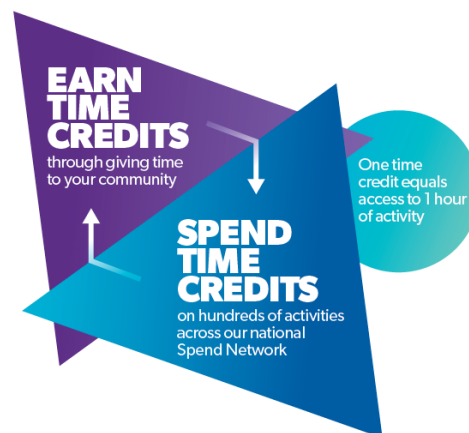 EARN
TIME
CREDITS
through giving time
to your community
One time
credit equals
access to 1 hour
of activity
SPEND
TIME
CREDITS
on hundreds of activities
across our national
Spend Network